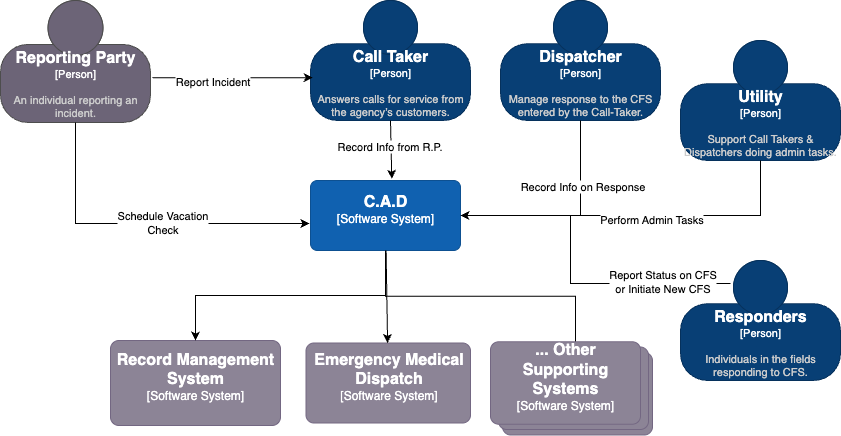 Reporting Party
[Person]
An individual reporting an
incident.
Report Incident
Call Taker
[Person]
Answers calls for service from
the agency's customers.
Dispatcher
[Person]
Manage response to the CFS
entered by the Call-Taker.
Utility
[Person]
Support Call Takers &
Dispatchers doing admin tasks.
Record Info from R.P.
Record Info on Response
Schedule Vacation
Check
C.A.D
[Software System]
Perform Admin Tasks
Report Status on CFS
or Initiate New CFS
Responders
[Person]
Individuals in the fields
responding to CFS.
Record Management
System
[Software System]
Emergency Medical
Dispatch
[Software System]
... Other
Supporting
Systems
[Software System]